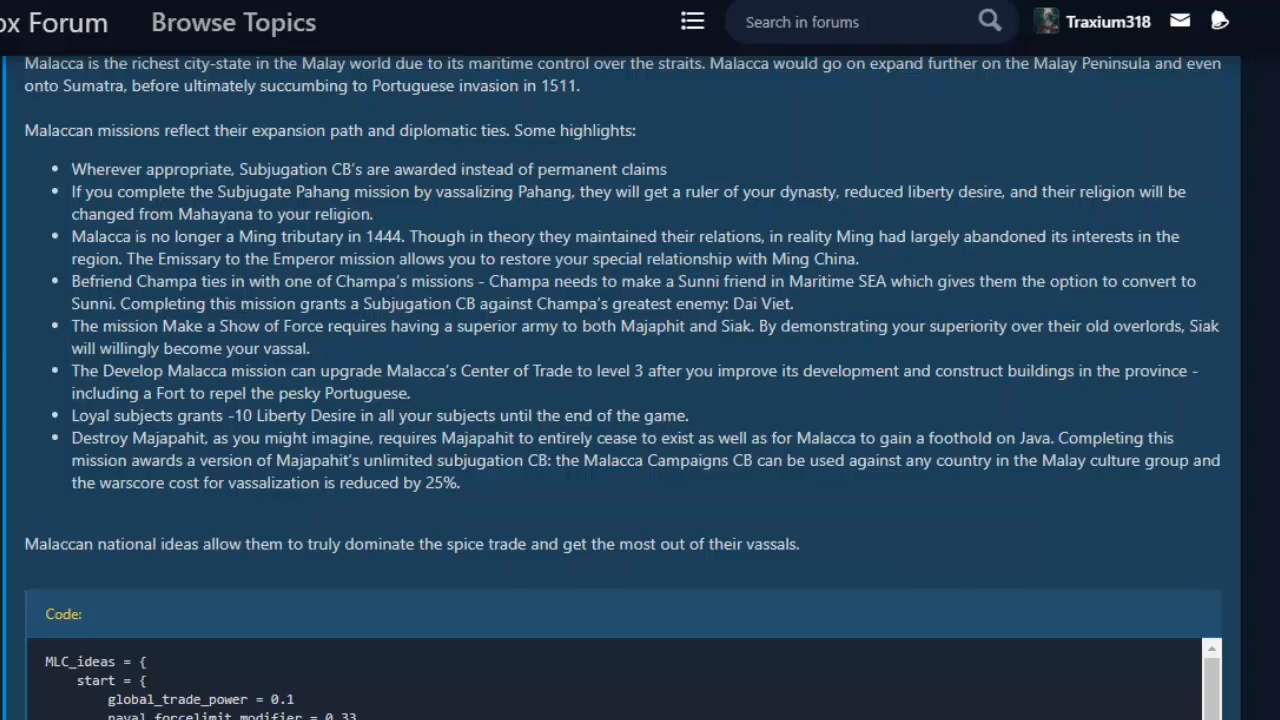 ox Forum Browse Topics Search in forums Traxium318
Malacca is the richest city-state in the Malay world due to its maritime control over the straits. Malacca would go on expand further on the Malay Peninsula and even
onto Sumatra, before ultimately succumbing to Portuguese invasion in 1511.
Malaccan missions reflect their expansion path and diplomatic ties. Some highlights:
• Wherever appropriate, Subjugation CB's are awarded instead of permanent claims
• If you complete the Subjugate Pahang mission by vassalizing Pahang, they will get a ruler of your dynasty, reduced liberty desire, and their religion will be
changed from Mahayana to your religion.
• Malacca is no longer a Ming tributary in 1444. Though in theory they maintained their relations, in reality Ming had largely abandoned its interests in the
region. The Emissary to the Emperor mission allows you to restore your special relationship with Ming China.
• Befriend Champa ties in with one of Champa's missions - Champa needs to make a Sunni friend in Maritime SEA which gives them the option to convert to
Sunni. Completing this mission grants a Subjugation CB against Champa's greatest enemy: Dai Viet.
• The mission Make a Show of Force requires having a superior army to both Majaphit and Siak. By demonstrating your superiority over their old overlords, Siak
will willingly become your vassal.
• The Develop Malacca mission can upgrade Malacca's Center of Trade to level 3 after you improve its development and construct buildings in the province -
including a Fort to repel the pesky Portuguese.
• Loyal subjects grants -10 Liberty Desire in all your subjects until the end of the game.
• Destroy Majapahit, as you might imagine, requires Majapahit to entirely cease to exist as well as for Malacca to gain a foothold on Java. Completing this
mission awards a version of Majapahit's unlimited subjugation CB: the Malacca Campaigns CB can be used against any country in the Malay culture group and
the warscore cost for vassalization is reduced by 25%.
Malaccan national ideas allow them to truly dominate the spice trade and get the most out of their vassals.
Code:
MLC_ideas = {
start = {
global_trade_power = 0.1
naval_forcelimit_modifier = 0.33